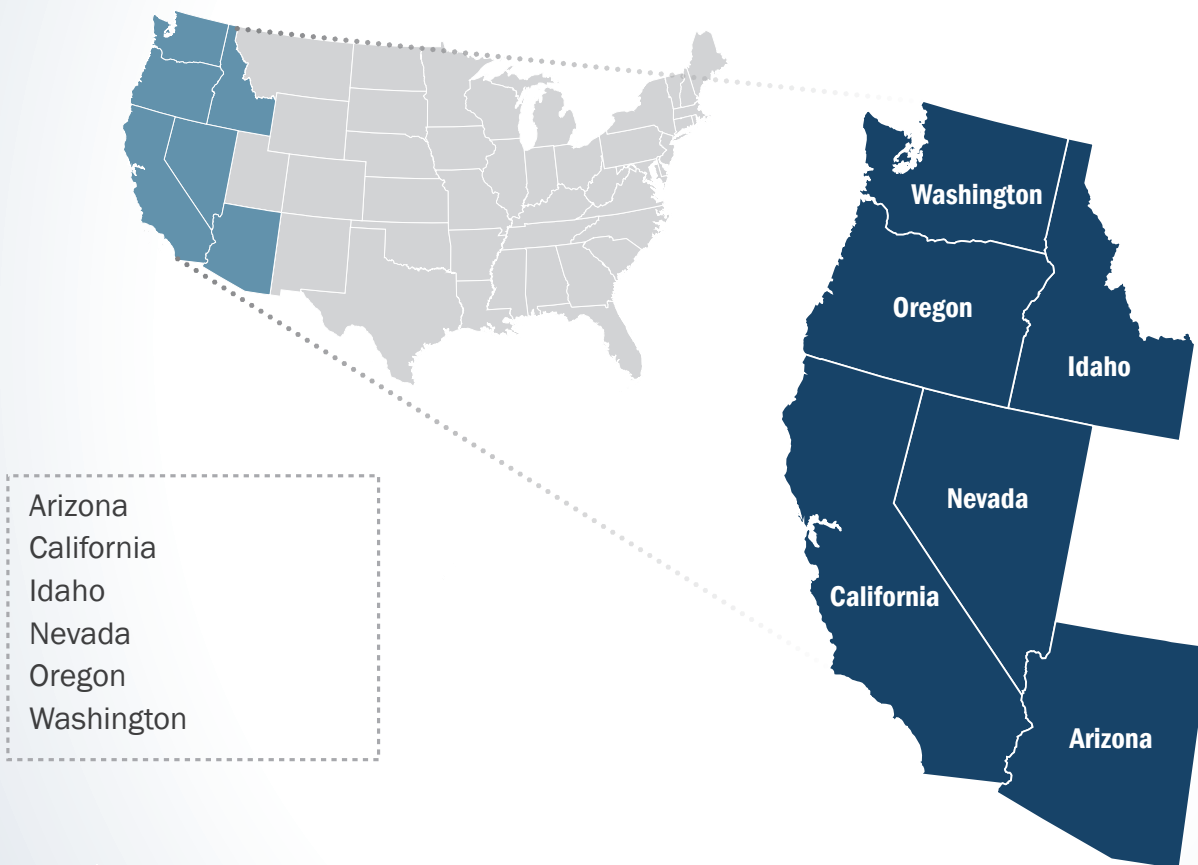 Washington
Oregon
Idaho
Nevada
California
Arizona
Arizona
California
Idaho
Nevada
Oregon
Washington